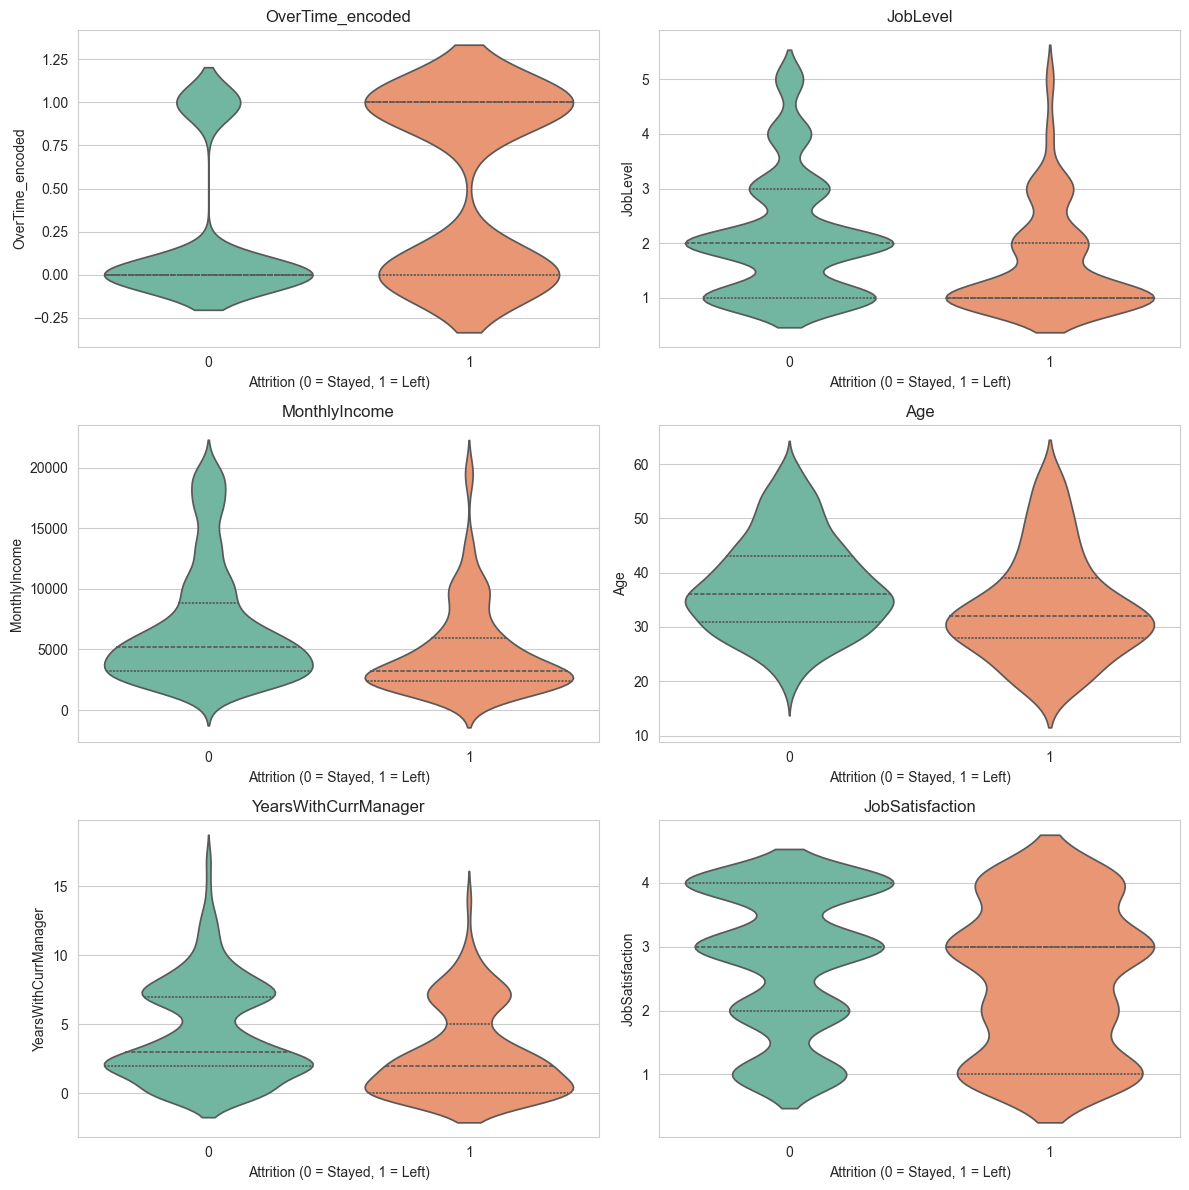 OverTime_encoded
OverTime_encoded
1.25
1.00
0.75
0.50
0.25
0.00
−0.25
0
1
Attrition (0 = Stayed, 1 = Left)
JobLevel
JobLevel
5
4
3
2
1
0
1
Attrition (0 = Stayed, 1 = Left)
MonthlyIncome
MonthlyIncome
20000
15000
10000
5000
0
0
1
Attrition (0 = Stayed, 1 = Left)
Age
Age
60
50
40
30
20
10
0
1
Attrition (0 = Stayed, 1 = Left)
YearsWithCurrManager
YearsWithCurrManager
15
10
5
0
0
1
Attrition (0 = Stayed, 1 = Left)
JobSatisfaction
JobSatisfaction
4
3
2
1
0
1
Attrition (0 = Stayed, 1 = Left)